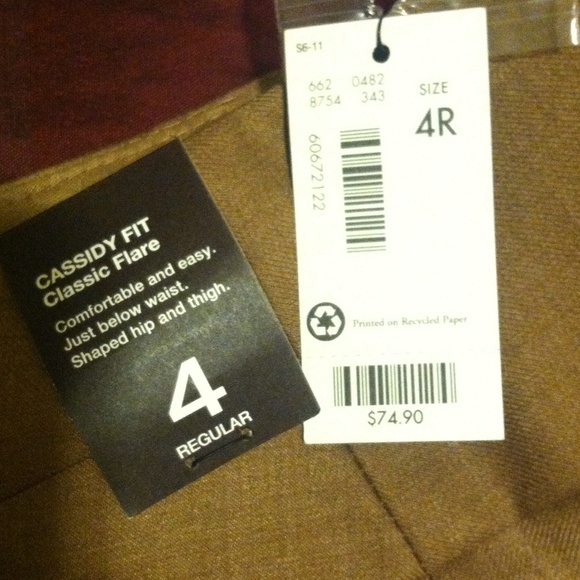 CASSIDY FIT
Classic Flare
Comfortable and easy.
Just below waist.
Shaped hip and thigh.
4
REGULAR
S6-11
662 0482
8754 343
SIZE
4R
60672122
Printed on Recycled Paper
$74.90